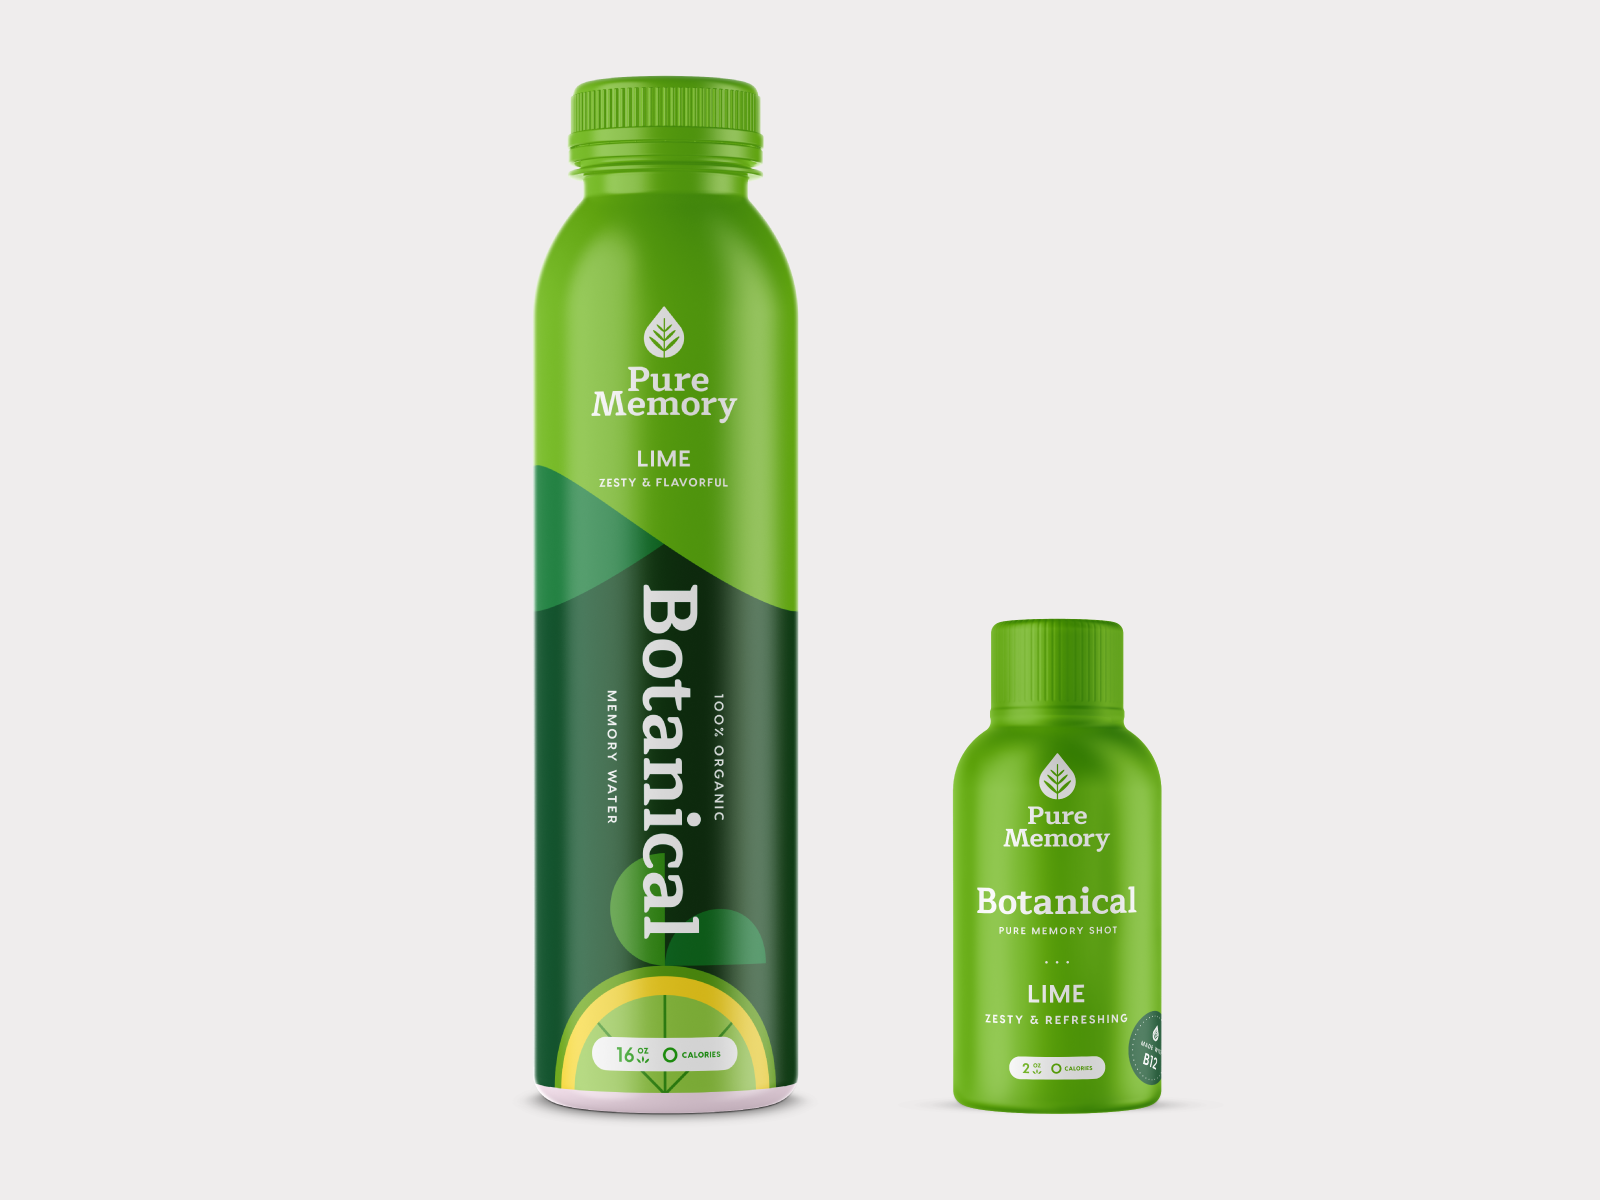 Pure
Memory
LIME
ZESTY & FLAVORFUL
100% ORGANIC
Botanical
MEMORY WATER
16 OZ 0 CALORIES
Pure
Memory
Botanical
PURE MEMORY SHOT
...
LIME
ZESTY & REFRESHING
2 OZ 0 CALORIES
MADE
B12